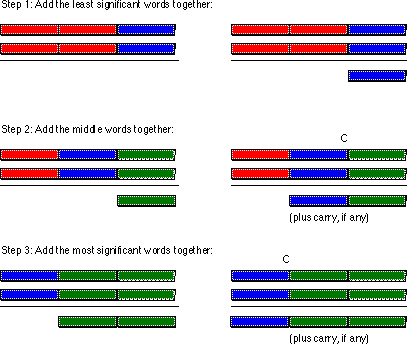 Step 1: Add the least significant words together:
Step 2: Add the middle words together:
C
(plus carry, if any)
Step 3: Add the most significant words together:
C
(plus carry, if any)